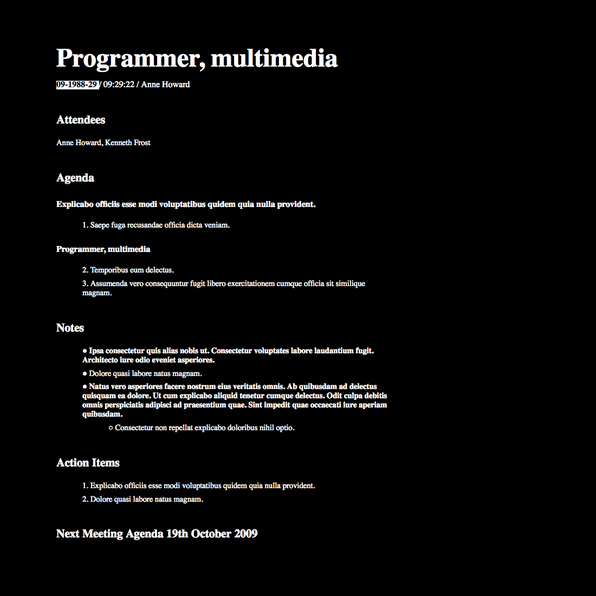 Programmer, multimedia
09-1988-29 / 09:29:22 / Anne Howard
Attendees
Anne Howard, Kenneth Frost
Agenda
Explicabo officiis esse modi voluptatibus quidem quia nulla provident.
1. Saepe fuga recusandae officia dicta veniam.
Programmer, multimedia
2. Temporibus eum delectus.
3. Assumenda vero consequuntur fugit libero exercitationem cumque officia sit similique
magnam.
Notes
● Ipsa consectetur quis alias nobis ut. Consectetur voluptates labore laudantium fugit.
Architecto iure odio eveniet asperiores.
● Dolore quasi labore natus magnam.
● Natus vero asperiores facere nostrum eius veritatis omnis. Ab quibusdam ad delectus
quisquam ea dolore. Ut cum explicabo aliquid tenetur cumque delectus. Odit culpa debitis
omnis perspiciatis adipisci ad praesentium quae. Sint impedit quae occaecati iure aperiam
quibusdam.
○ Consectetur non repellat explicabo doloribus nihil optio.
Action Items
1. Explicabo officiis esse modi voluptatibus quidem quia nulla provident.
2. Dolore quasi labore natus magnam.
Next Meeting Agenda 19th October 2009